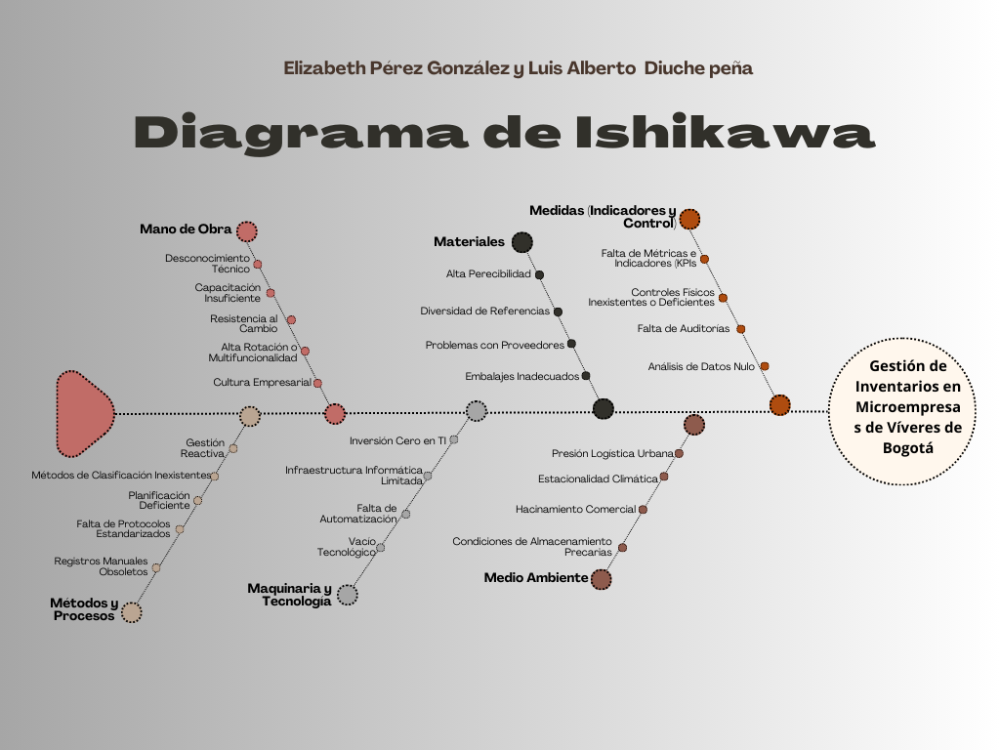 Elizabeth Pérez González y Luis Alberto  Diuche peña
Diagrama de Ishikawa
Mano de Obra
Desconocimiento
Técnico
Capacitación
Insuficiente
Resistencia al
Cambio
Alta Rotación o
Multifuncionalidad
Cultura Empresarial
Materiales
Alta Perecibilidad
Diversidad de Referencias
Problemas con Proveedores
Embalajes Inadecuados
Medidas (Indicadores y
Control)
Falta de Métricas e
Indicadores (KPIs
Controles Físicos
Inexistentes o Deficientes
Falta de Auditorías
Análisis de Datos Nulo
Gestión de
Inventarios en
Microempresa
s de Víveres de
Bogotá
Gestión
Reactiva
Métodos de Clasificación Inexistentes
Planificación
Deficiente
Falta de Protocolos
Estandarizados
Registros Manuales
Obsoletos
Métodos y
Procesos
Inversión Cero en TI
Infraestructura Informática
Limitada
Falta de
Automatización
Vacío
Tecnológico
Maquinaria y
Tecnología
Presión Logística Urbana
Estacionalidad Climática
Hacinamiento Comercial
Condiciones de Almacenamiento
Precarias
Medio Ambiente